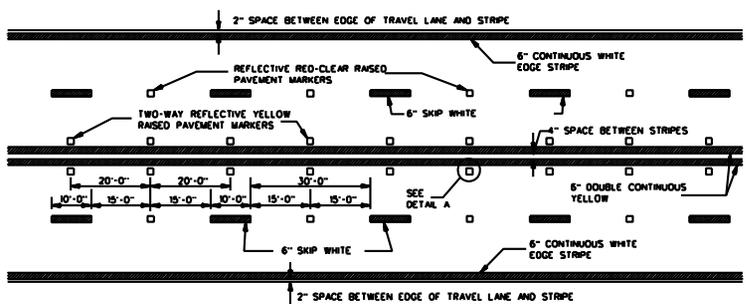 2" SPACE BETWEEN EDGE OF TRAVEL LANE AND STRIPE
6" CONTINUOUS WHITE
EDGE STRIPE
REFLECTIVE RED-CLEAR RAISED
PAVEMENT MARKERS
TWO-WAY REFLECTIVE YELLOW
RAISED PAVEMENT MARKERS
6" SKIP WHITE
4" SPACE BETWEEN STRIPES
20'-0" 20'-0" 30'-0"
10'-0" 15'-0" 15'-0" 10'-0" 15'-0" 15'-0"
SEE
DETAIL A
6" DOUBLE CONTINUOUS
YELLOW
6" SKIP WHITE
6" CONTINUOUS WHITE
EDGE STRIPE
2" SPACE BETWEEN EDGE OF TRAVEL LANE AND STRIPE